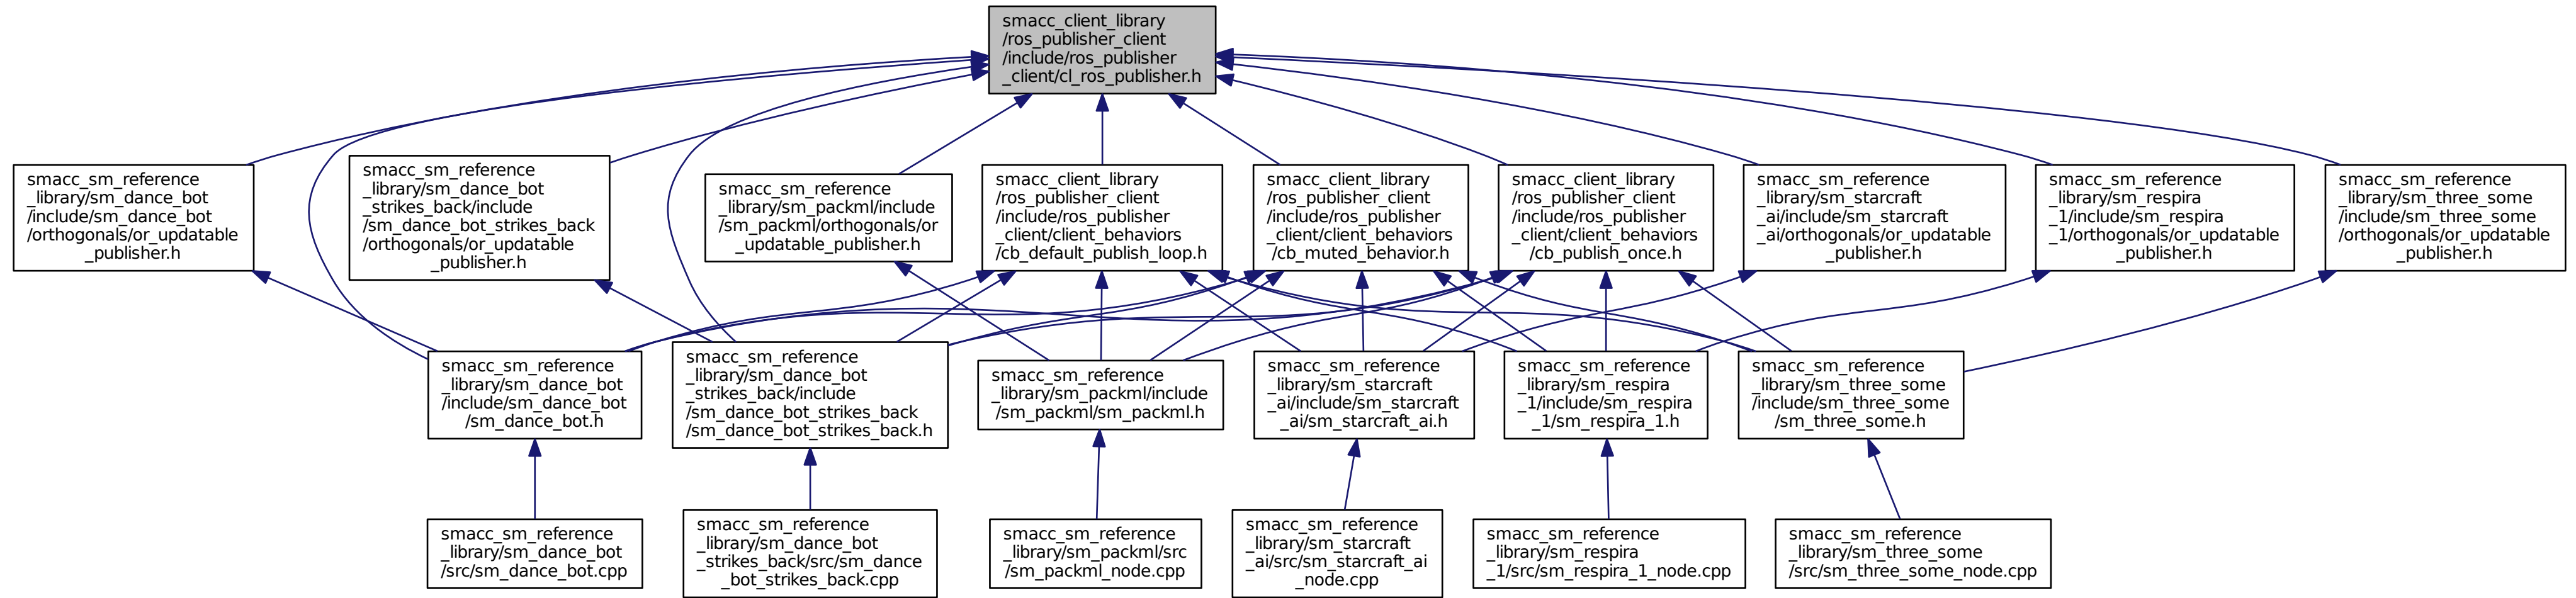 smacc_client_library
/ros_publisher_client
/include/ros_publisher
_client/cl_ros_publisher.h
smacc_sm_reference
_library/sm_dance_bot
/include/sm_dance_bot
/orthogonals/or_updatable
_publisher.h
smacc_sm_reference
_library/sm_dance_bot
_strikes_back/include
/sm_dance_bot_strikes_back
/orthogonals/or_updatable
_publisher.h
smacc_sm_reference
_library/sm_packml/include
/sm_packml/orthogonals/or
_updatable_publisher.h
smacc_client_library
/ros_publisher_client
/include/ros_publisher
_client/client_behaviors
/cb_default_publish_loop.h
smacc_client_library
/ros_publisher_client
/include/ros_publisher
_client/client_behaviors
/cb_muted_behavior.h
smacc_client_library
/ros_publisher_client
/include/ros_publisher
_client/client_behaviors
/cb_publish_once.h
smacc_sm_reference
_library/sm_starcraft
_ai/include/sm_starcraft
_ai/orthogonals/or_updatable
_publisher.h
smacc_sm_reference
_library/sm_respira
_1/include/sm_respira
_1/orthogonals/or_updatable
_publisher.h
smacc_sm_reference
_library/sm_three_some
/include/sm_three_some
/orthogonals/or_updatable
_publisher.h
smacc_sm_reference
_library/sm_dance_bot
/include/sm_dance_bot
/sm_dance_bot.h
smacc_sm_reference
_library/sm_dance_bot
_strikes_back/include
/sm_dance_bot_strikes_back
/sm_dance_bot_strikes_back.h
smacc_sm_reference
_library/sm_packml/include
/sm_packml/sm_packml.h
smacc_sm_reference
_library/sm_starcraft
_ai/include/sm_starcraft
_ai/sm_starcraft_ai.h
smacc_sm_reference
_library/sm_respira
_1/include/sm_respira
_1/sm_respira_1.h
smacc_sm_reference
_library/sm_three_some
/include/sm_three_some
/sm_three_some.h
smacc_sm_reference
_library/sm_dance_bot
/src/sm_dance_bot.cpp
smacc_sm_reference
_library/sm_dance_bot
_strikes_back/src/sm_dance
_bot_strikes_back.cpp
smacc_sm_reference
_library/sm_packml/src
/sm_packml_node.cpp
smacc_sm_reference
_library/sm_starcraft
_ai/src/sm_starcraft_ai
_node.cpp
smacc_sm_reference
_library/sm_respira
_1/src/sm_respira_1_node.cpp
smacc_sm_reference
_library/sm_three_some
/src/sm_three_some_node.cpp